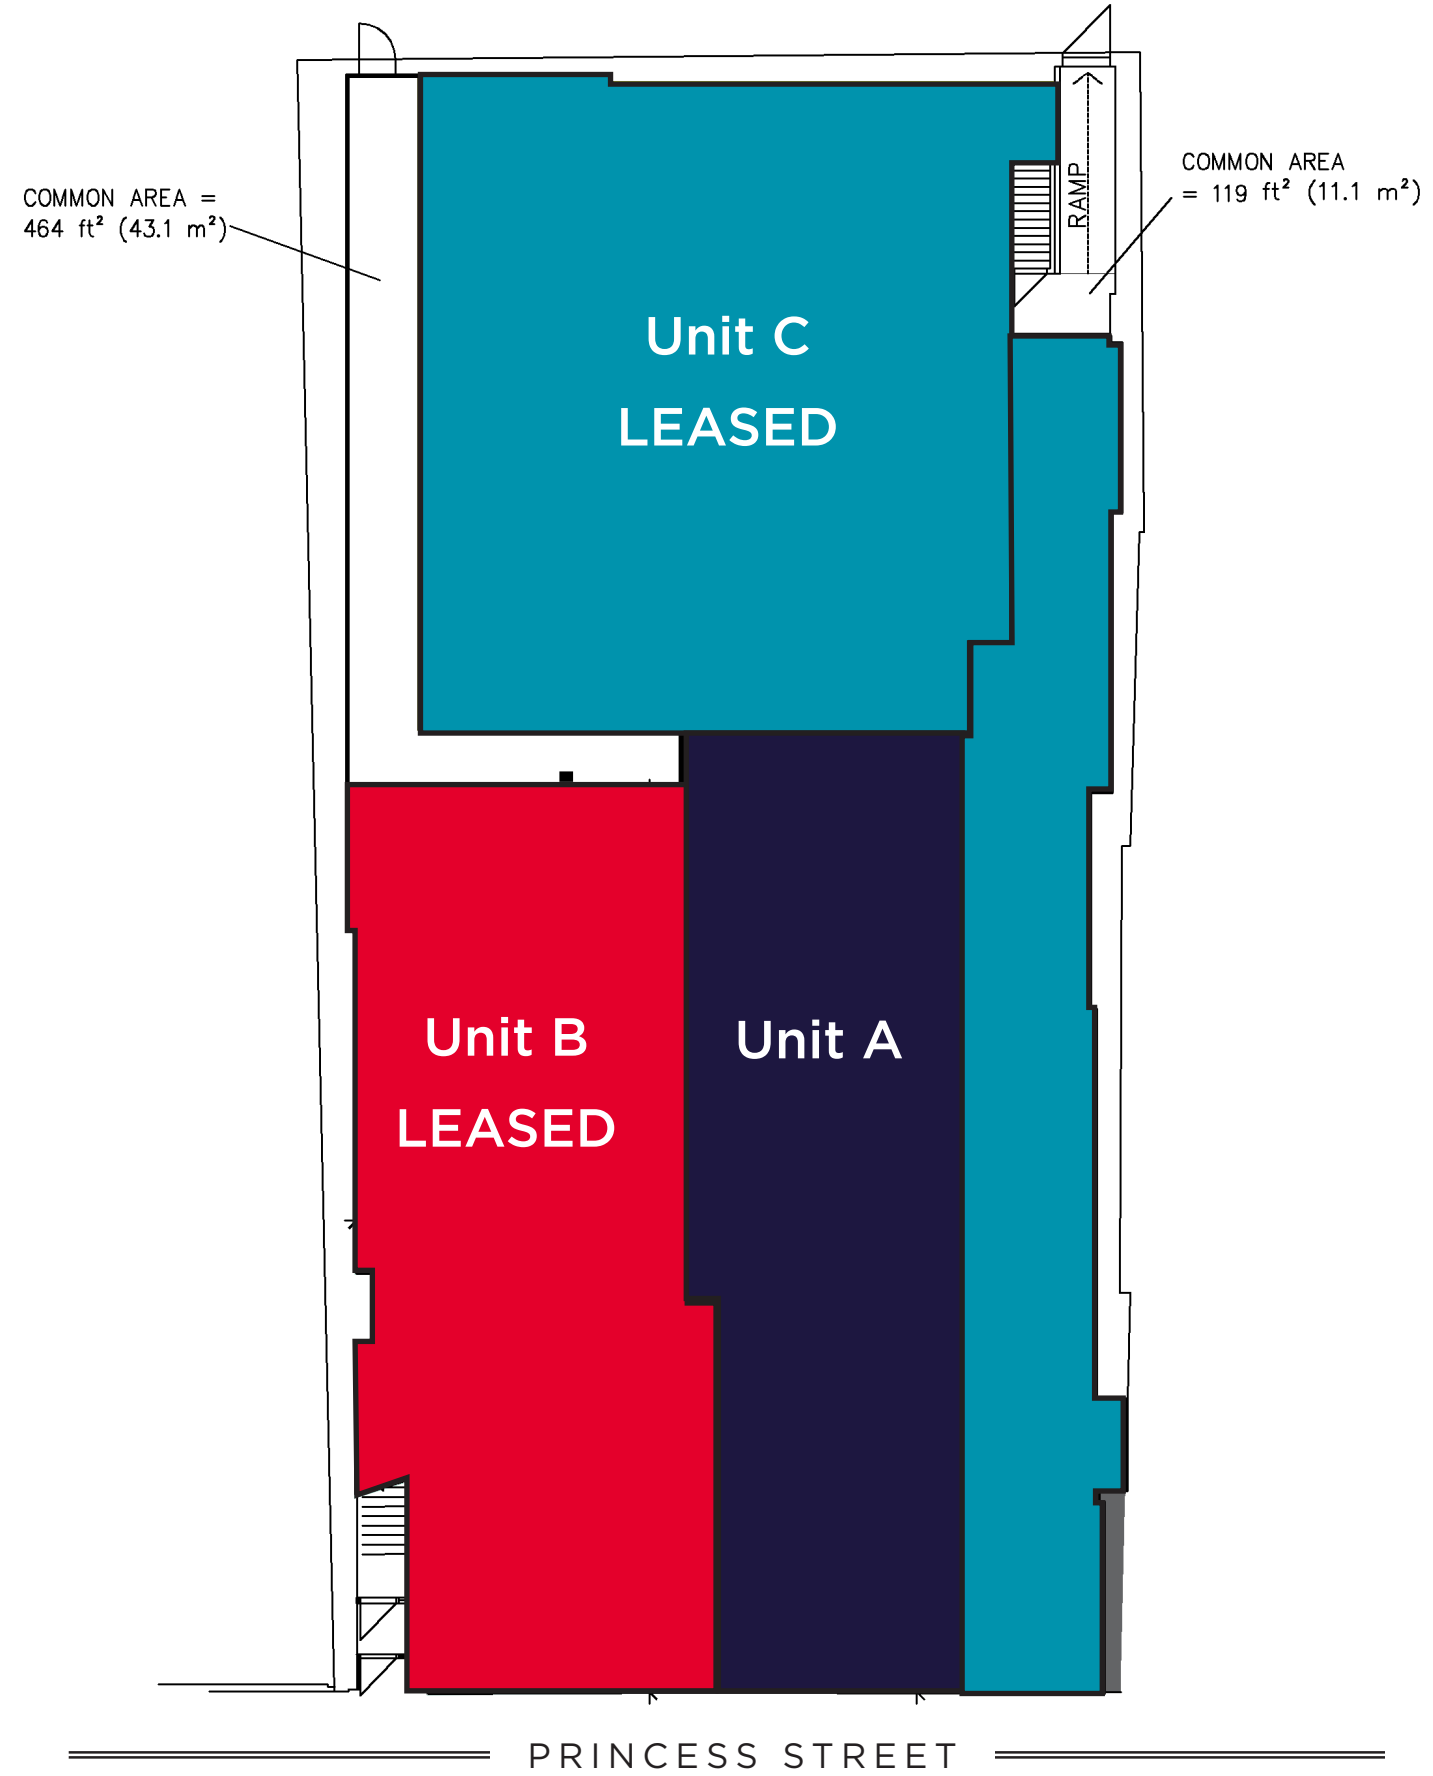 COMMON AREA =
464 ft² (43.1 m²)
COMMON AREA
= 119 ft² (11.1 m²)
RAMP
Unit C
LEASED
Unit B
LEASED
Unit A
PRINCESS STREET